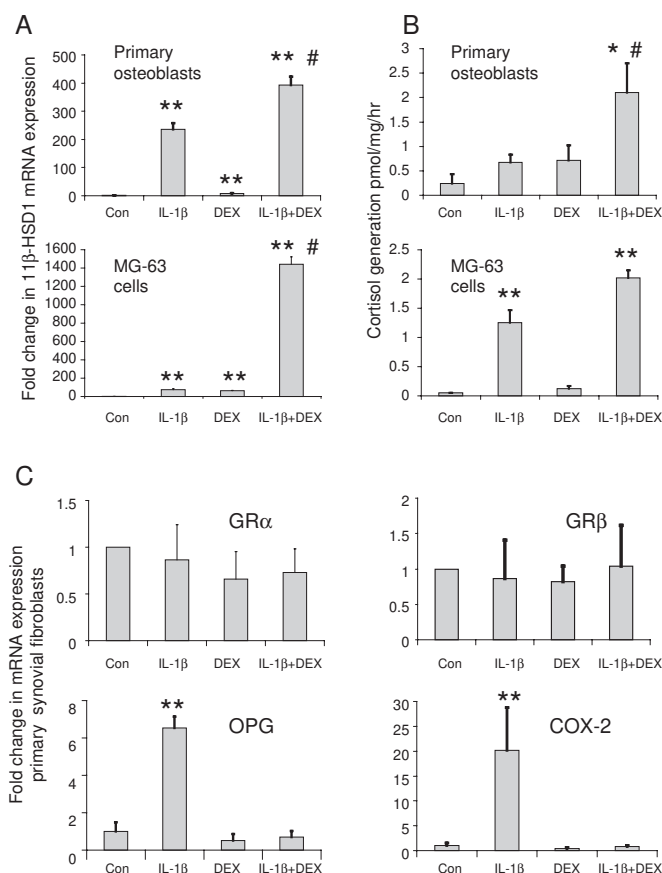 A
Fold change in 11β-HSD1 mRNA expression
Primary
osteoblasts
500
400
300
200
100
0
**
**
** #
Con IL-1β DEX IL-1β+DEX
MG-63
cells
1600
1400
1200
1000
800
600
400
200
0
**
**
** #
Con IL-1β DEX IL-1β+DEX
B
Cortisol generation pmol/mg/hr
Primary
osteoblasts
3
2.5
2
1.5
1
0.5
0
* #
Con IL-1β DEX IL-1β+DEX
MG-63
cells
2.5
2
1.5
1
0.5
0
**
**
Con IL-1β DEX IL-1β+DEX
C
Fold change in mRNA expression
primary synovial fibroblasts
GRα
1.5
1
0.5
0
Con IL-1β DEX IL-1β+DEX
GRβ
2
1.5
1
0.5
0
Con IL-1β DEX IL-1β+DEX
OPG
8
6
4
2
0
**
Con IL-1β DEX IL-1β+DEX
COX-2
30
25
20
15
10
5
0
**
Con IL-1β DEX IL-1β+DEX